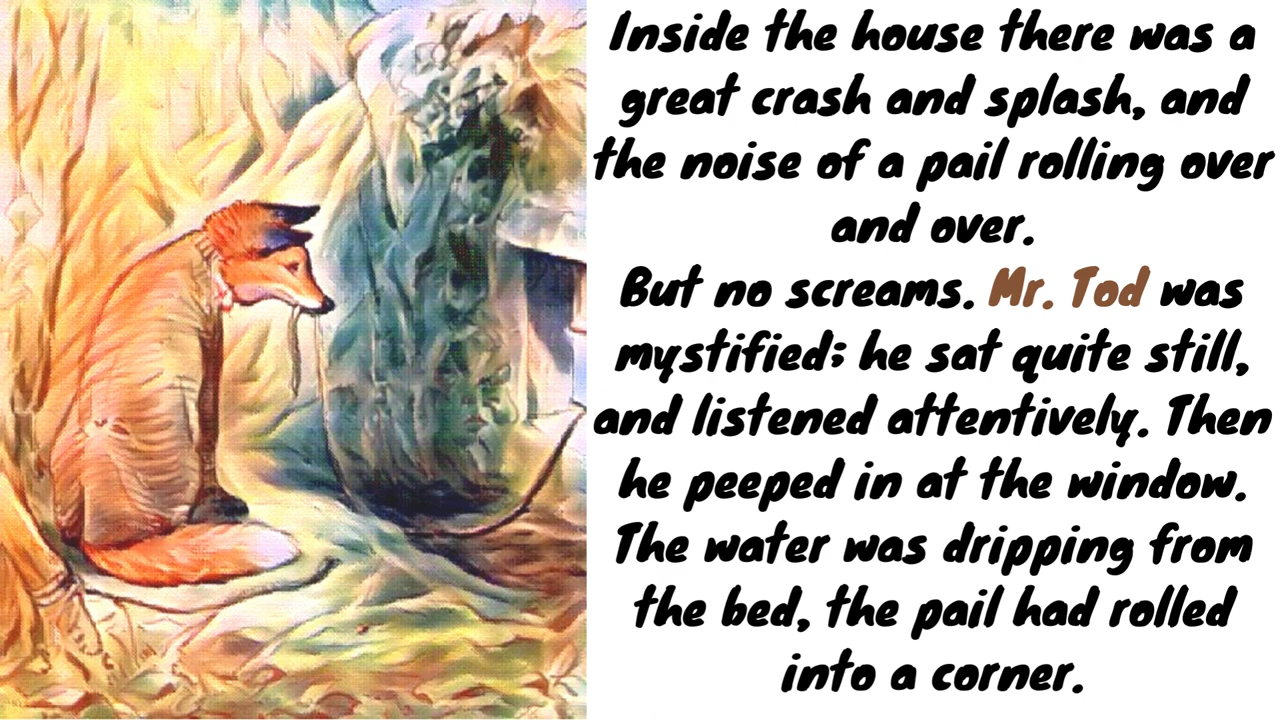 Inside the house there was a
great crash and splash, and
the noise of a pail rolling over
and over.
But no screams. Mr. Tod was
mystified; he sat quite still,
and listened attentively. Then
he peeped in at the window.
The water was dripping from
the bed, the pail had rolled
into a corner.